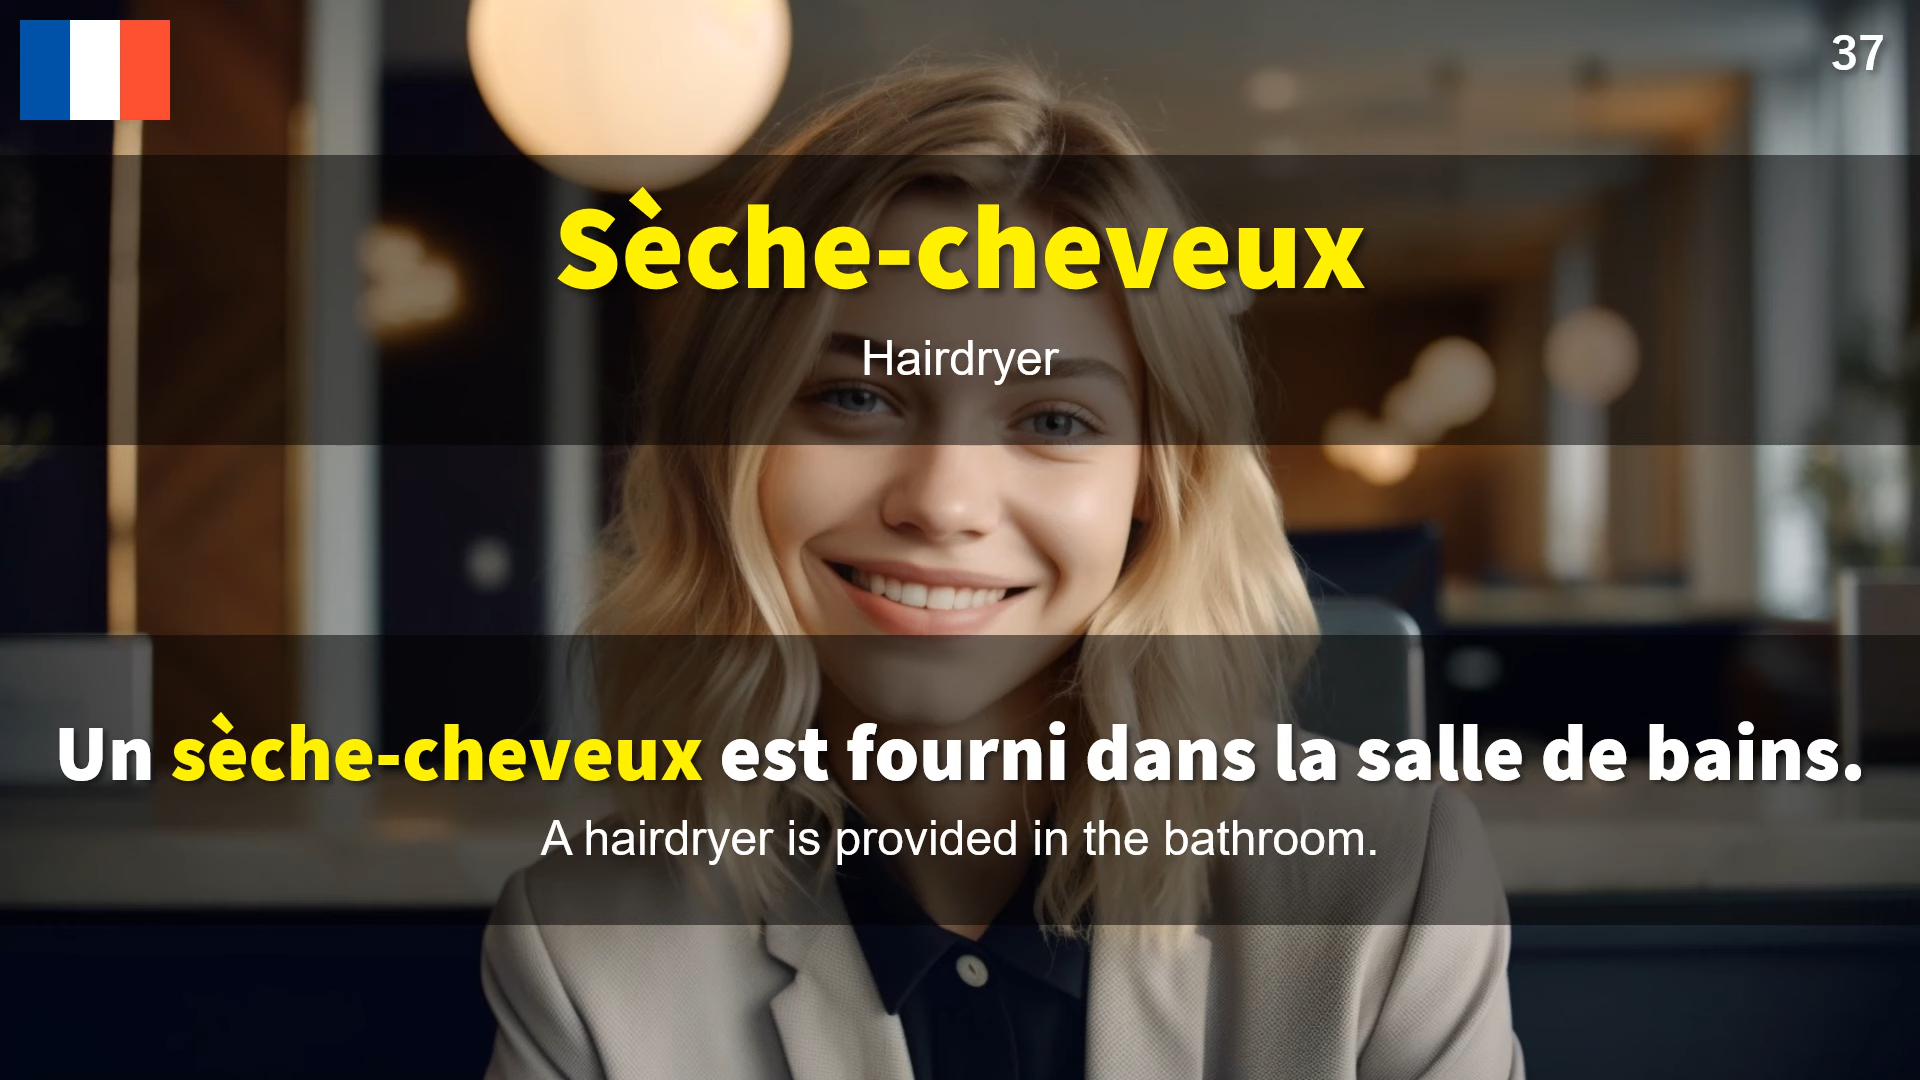 37
Sèche-cheveux
Hairdryer
Un sèche-cheveux est fourni dans la salle de bains.
A hairdryer is provided in the bathroom.